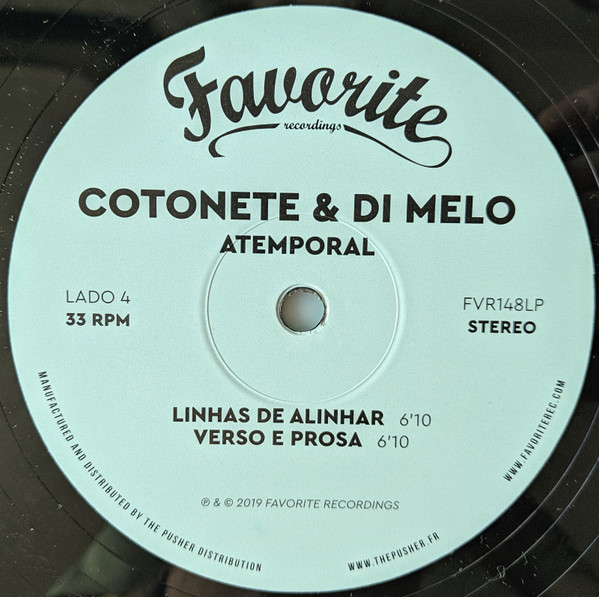 Favorite
recordings
COTONETE & DI MELO
ATEMPORAL
LADO 4
33 RPM
FVR148LP
STEREO
LINHAS DE ALINHAR 6'10
VERSO E PROSA 6'10
℗ & © 2019 FAVORITE RECORDINGS
MANUFACTURED AND DISTRIBUTED BY THE PUSHER DISTRIBUTION
WWW.THEPUSHER.FR
WWW.FAVORITEREC.COM